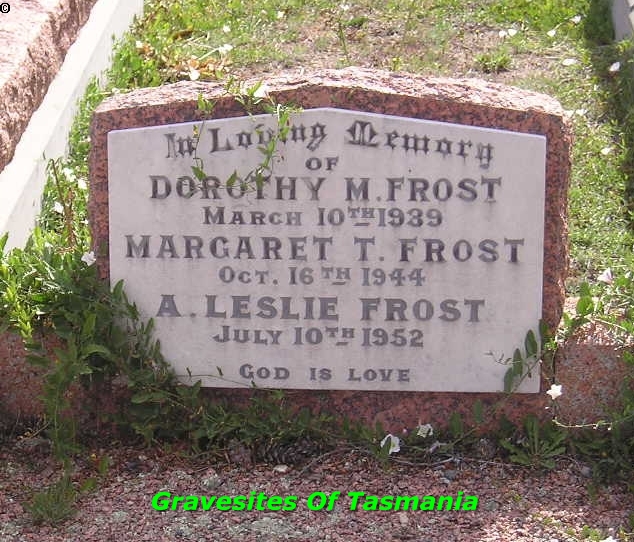 ©
In Loving Memory
OF
DOROTHY M. FROST
MARCH 10TH 1939
MARGARET T. FROST
OCT. 16TH 1944
A. LESLIE FROST
JULY 10TH 1952
GOD IS LOVE
Gravesites Of Tasmania